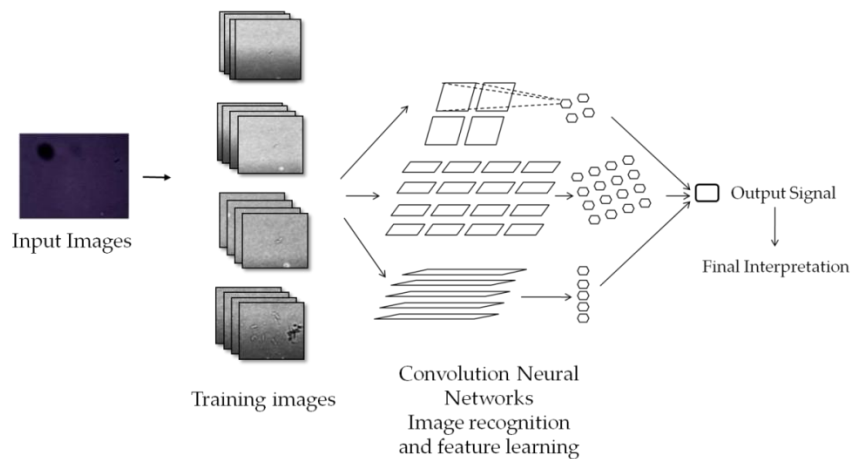 Input Images
Training images
Convolution Neural
Networks
Image recognition
and feature learning
Output Signal
Final Interpretation